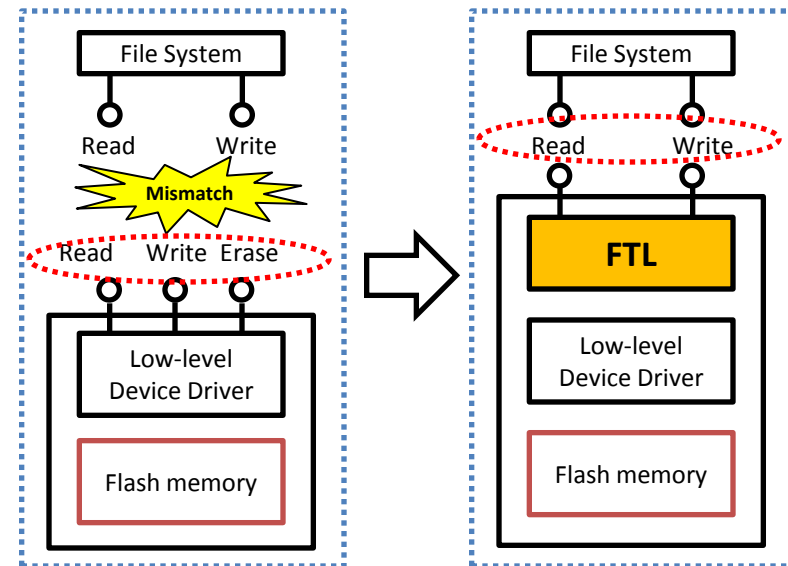 File System
Read Write
Mismatch
Read Write Erase
Low-level
Device Driver
Flash memory
File System
Read Write
FTL
Low-level
Device Driver
Flash memory